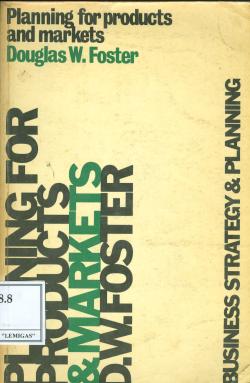 Planning for products
and markets
Douglas W. Foster
PLANNING FOR
PRODUCTS
& MARKETS
D.W. FOSTER
BUSINESS STRATEGY & PLANNING
8.8
"LEMIGAS"